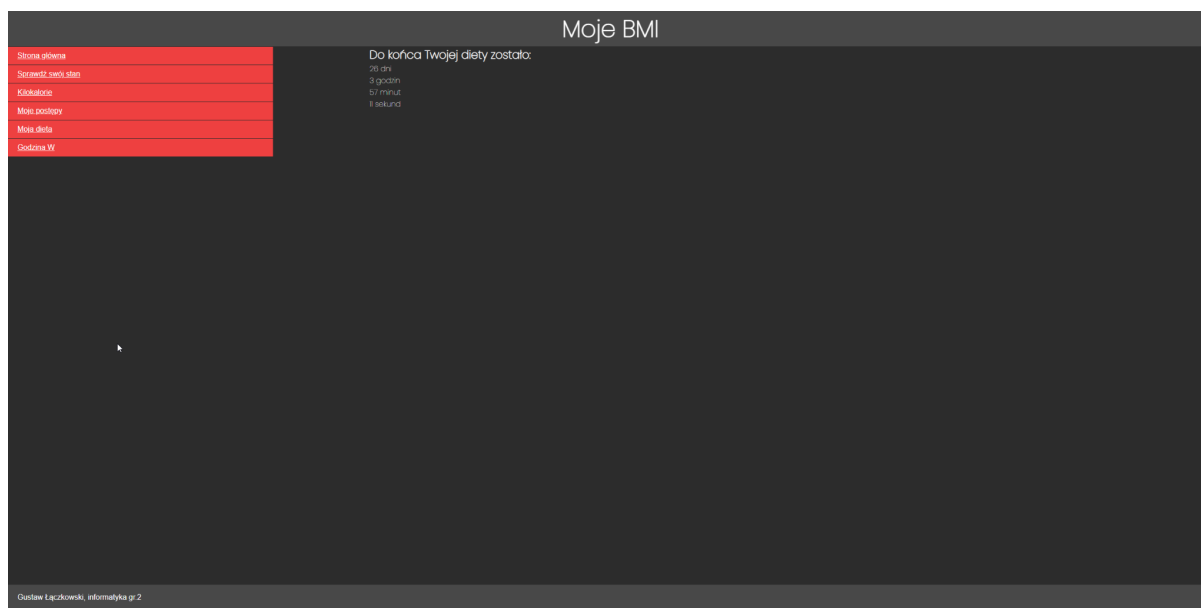 Moje BMI
Strona główna
Sprawdź swój stan
Kilokalorie
Moje postępy
Moja dieta
Godzina W
Do końca Twojej diety zostało:
26 dni
3 godzin
57 minut
11 sekund
Gustaw Łączkowski, informatyka gr.2